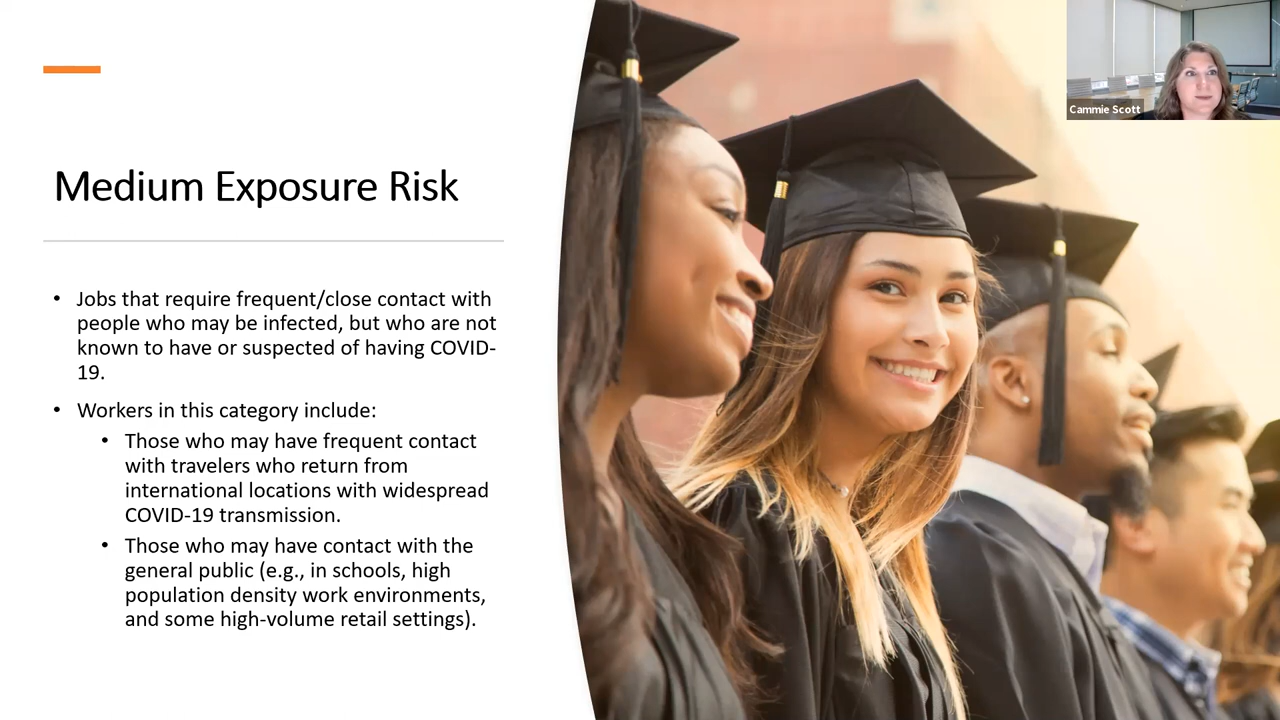 Cammie Scott
Medium Exposure Risk
• Jobs that require frequent/close contact with
people who may be infected, but who are not
known to have or suspected of having COVID-
19.
• Workers in this category include:
• Those who may have frequent contact
with travelers who return from
international locations with widespread
COVID-19 transmission.
• Those who may have contact with the
general public (e.g., in schools, high
population density work environments,
and some high-volume retail settings).